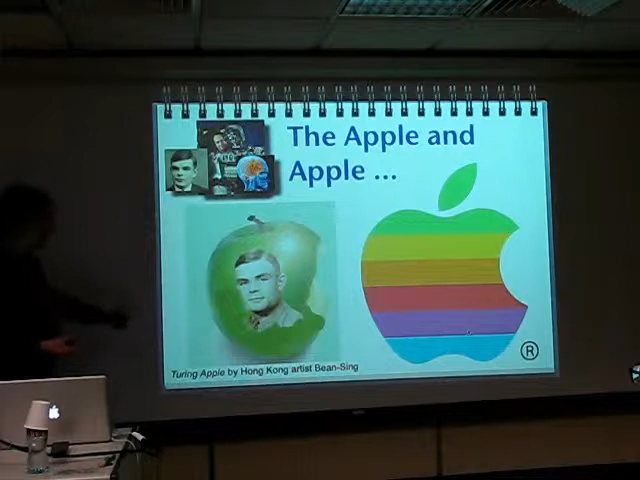 The Apple and
Apple ...
®
Turing Apple by Hong Kong artist Bean-Sing